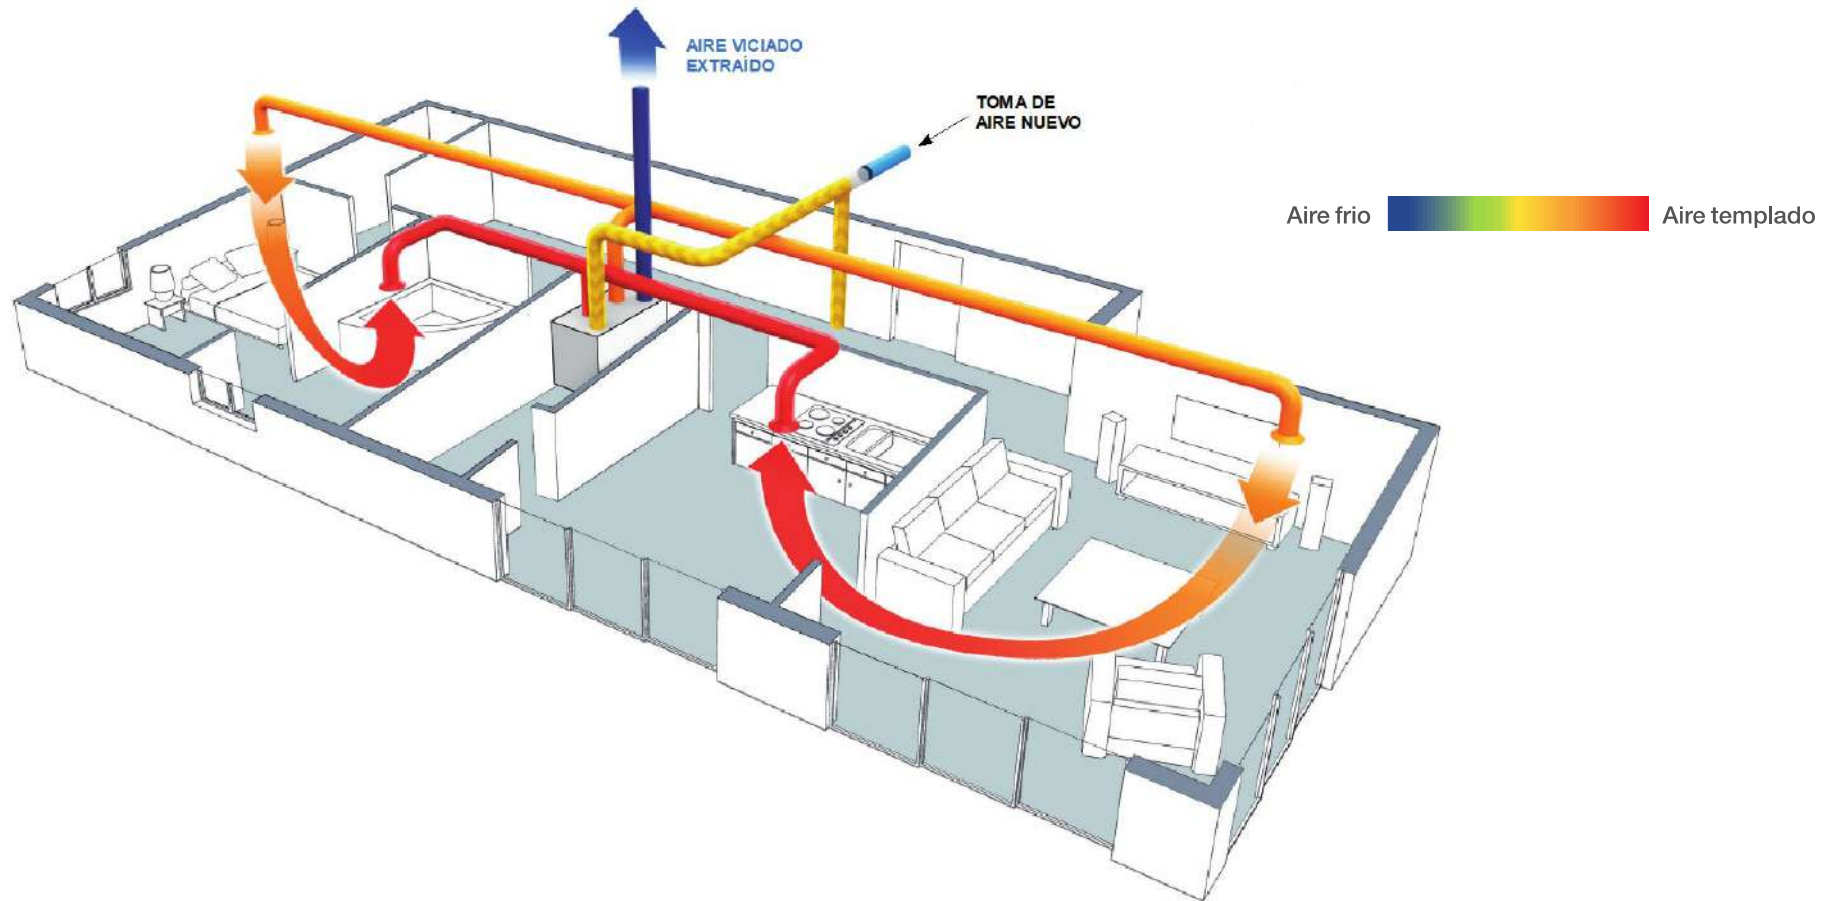 AIRE VICIADO
EXTRAÍDO
TOMA DE
AIRE NUEVO
Aire frio
Aire templado